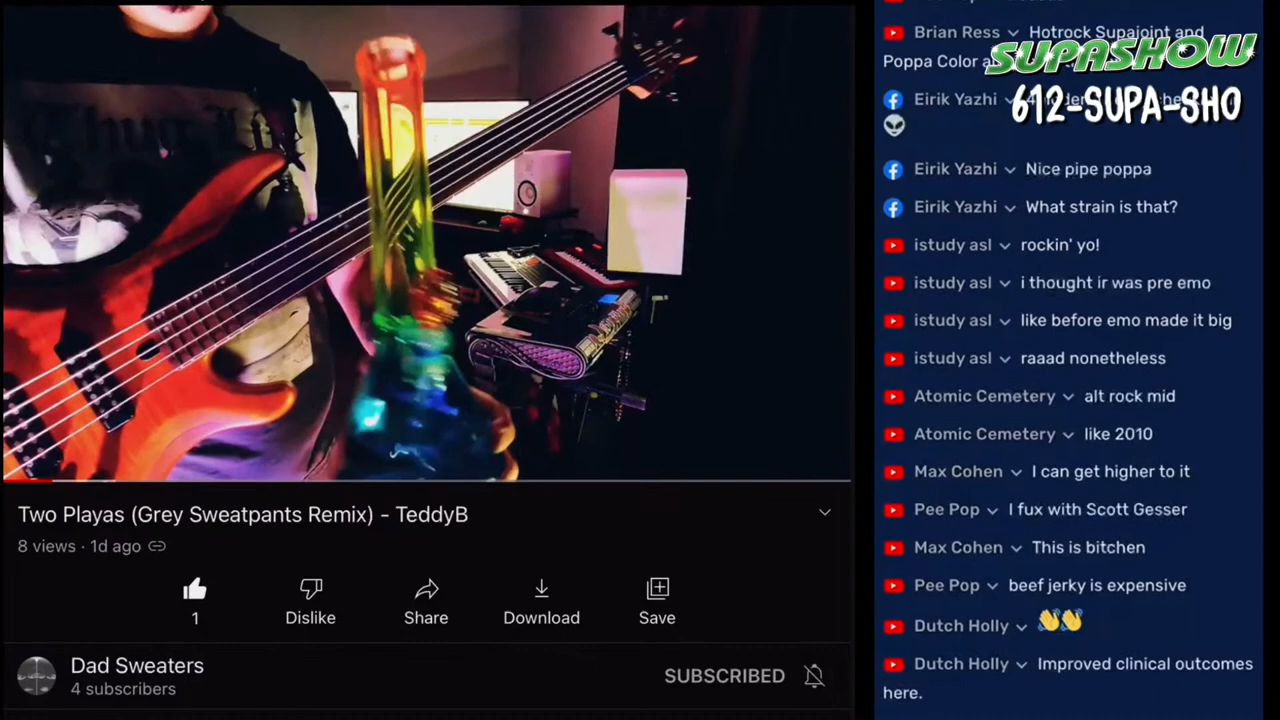 Thug Life
Two Playas (Grey Sweatpants Remix) - TeddyB
8 views · 1d ago
1
Dislike
Share
Download
Save
Dad Sweaters
4 subscribers
SUBSCRIBED
Brian Ress Hotrock Supajoint and
Poppa Color
SUPASHOW
612-SUPA-SHO
Eirik Yazhi
👽
Eirik Yazhi Nice pipe poppa
Eirik Yazhi What strain is that?
istudy asl rockin' yo!
istudy asl i thought ir was pre emo
istudy asl like before emo made it big
istudy asl raaad nonetheless
Atomic Cemetery alt rock mid
Atomic Cemetery like 2010
Max Cohen I can get higher to it
Pee Pop I fux with Scott Gesser
Max Cohen This is bitchen
Pee Pop beef jerky is expensive
Dutch Holly 👋👋
Dutch Holly Improved clinical outcomes
here.